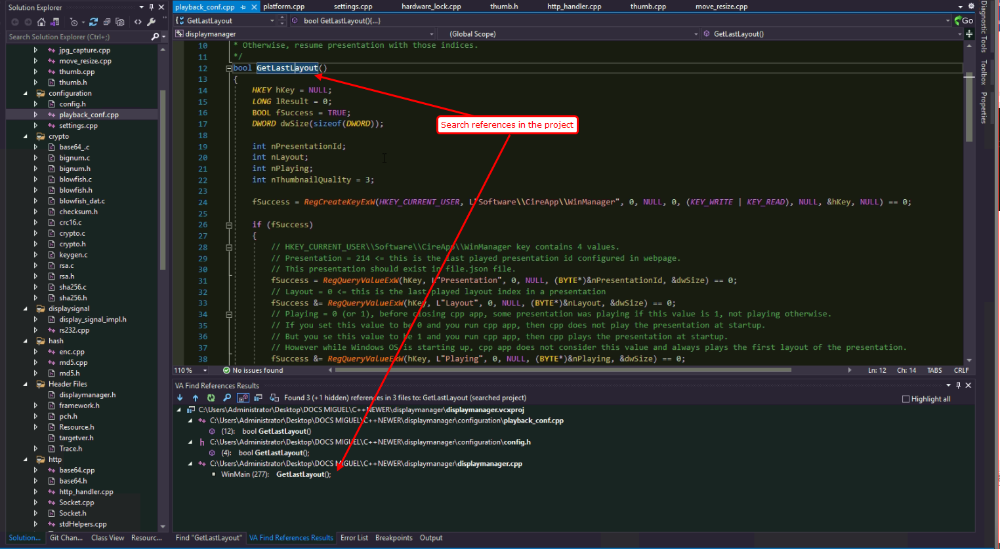 Solution Explorer
Search Solution Explorer (Ctrl+;)
jpg_capture.cpp
move_resize.cpp
thumb.cpp
thumb.h
configuration
config.h
playback_conf.cpp
settings.cpp
crypto
base64_.c
bignum.c
bignum.h
blowfish.c
blowfish.h
blowfish_dat.c
checksum.h
crc16.c
crypto.c
crypto.h
keygen.c
rsa.c
rsa.h
sha256.c
sha256.h
displaysignal
display_signal_impl.h
rs232.cpp
hash
enc.cpp
md5.cpp
md5.h
Header Files
displaymanager.h
framework.h
pch.h
Resource.h
targetver.h
Trace.h
http
base64.cpp
base64.h
http_handler.cpp
Socket.cpp
Socket.h
stdHelpers.cpp
Solution... Git Chan... Class View Resourc...
playback_conf.cpp platform.cpp settings.cpp hardware_lock.cpp thumb.h http_handler.cpp thumb.cpp move_resize.cpp
GetLastLayout bool GetLastLayout(){...} Go
displaymanager (Global Scope) GetLastLayout()
10 * Otherwise, resume presentation with those indices.
11 */
12 bool GetLastLayout()
13 {
14 HKEY hKey = NULL;
15 LONG lResult = 0;
16 BOOL fSuccess = TRUE;
17 DWORD dwSize(sizeof(DWORD));
18
19 int nPresentationId;
20 int nLayout;
21 int nPlaying;
22 int nThumbnailQuality = 3;
23
24 fSuccess = RegCreateKeyExW(HKEY_CURRENT_USER, L"Software\\CireApp\\WinManager", 0, NULL, 0, (KEY_WRITE | KEY_READ), NULL, &hKey, NULL) == 0;
25
26 if (fSuccess)
27 {
28 // HKEY_CURRENT_USER\\Software\\CireApp\\WinManager key contains 4 values.
29 // Presentation = 214 <= this is the last played presentation id configured in webpage.
30 // This presentation should exist in file.json file.
31 fSuccess = RegQueryValueExW(hKey, L"Presentation", 0, NULL, (BYTE*)&nPresentationId, &dwSize) == 0;
32 // Layout = 0 <= this is the last played layout index in a presentation
33 fSuccess &= RegQueryValueExW(hKey, L"Layout", 0, NULL, (BYTE*)&nLayout, &dwSize) == 0;
34 // Playing = 0 (or 1), before closing cpp app, some presentation was playing if this value is 1, not playing otherwise.
35 // If you set this value to be 0 and you run cpp app, then cpp does not play the presentation at startup.
36 // But you se this value to be 1 and you run cpp app, then cpp plays the presentation at startup.
37 // However while Windows OS is starting up, cpp app does not consider this value and always plays the first layout of the presentation.
38 fSuccess &= RegQueryValueExW(hKey, L"Playing", 0, NULL, (BYTE*)&nPlaying, &dwSize) == 0;
Search references in the project
110 % No issues found Ln: 12 Ch: 14 TABS CRLF
VA Find References Results
Found 3 (+1 hidden) references in 3 files to: GetLastLayout (searched project) Highlight all
C:\Users\Administrator\Desktop\DOCS MIGUEL\C++NEWER\displaymanager\displaymanager.vcxproj
C:\Users\Administrator\Desktop\DOCS MIGUEL\C++NEWER\displaymanager\configuration\playback_conf.cpp
(12): bool GetLastLayout()
C:\Users\Administrator\Desktop\DOCS MIGUEL\C++NEWER\displaymanager\configuration\config.h
(4): bool GetLastLayout();
C:\Users\Administrator\Desktop\DOCS MIGUEL\C++NEWER\displaymanager\displaymanager.cpp
WinMain (277): GetLastLayout();
Find "GetLastLayout" VA Find References Results Error List Breakpoints Output
Diagnostic Tools
Toolbox
Properties